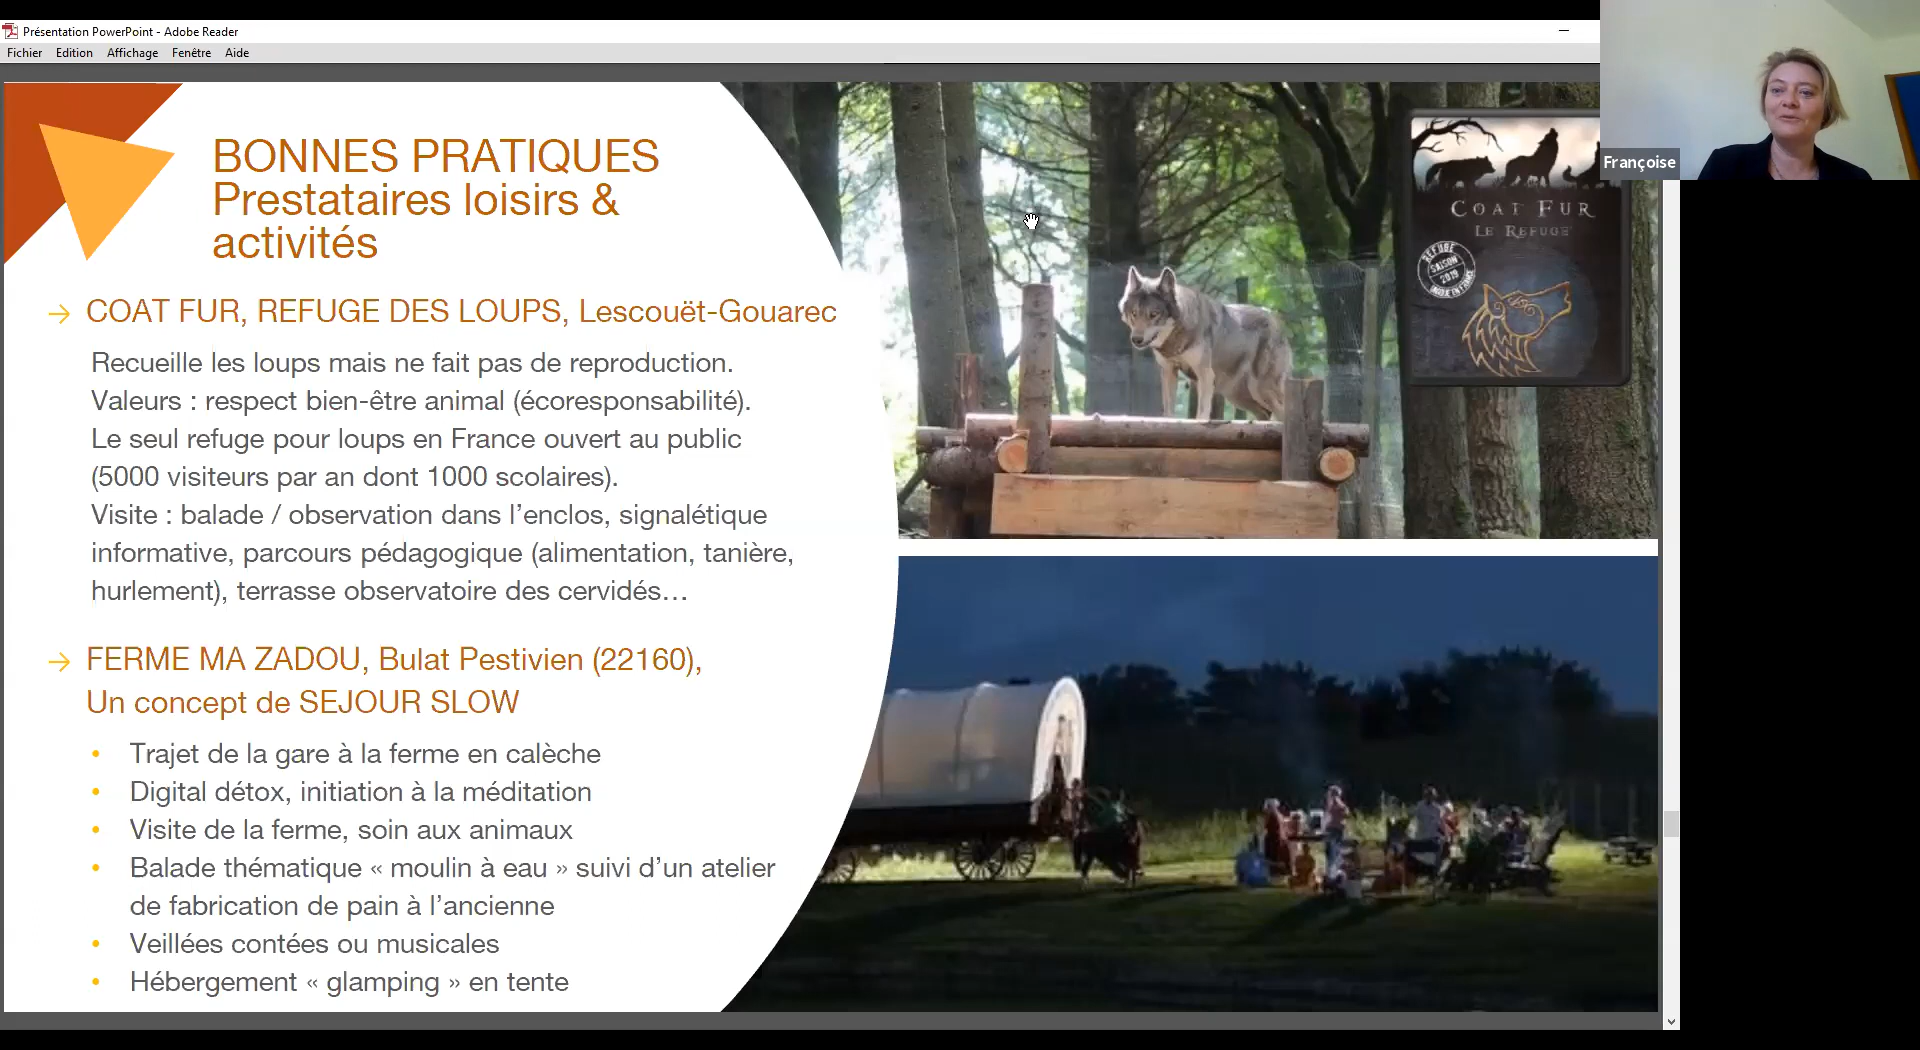 Présentation PowerPoint - Adobe Reader
Fichier Edition Affichage Fenêtre Aide
BONNES PRATIQUES
Prestataires loisirs &
activités
→ COAT FUR, REFUGE DES LOUPS, Lescouët-Gouarec
Recueille les loups mais ne fait pas de reproduction.
Valeurs : respect bien-être animal (écoresponsabilité).
Le seul refuge pour loups en France ouvert au public
(5000 visiteurs par an dont 1000 scolaires).
Visite : balade / observation dans l’enclos, signalétique
informative, parcours pédagogique (alimentation, tanière,
hurlement), terrasse observatoire des cervidés…
→ FERME MA ZADOU, Bulat Pestivien (22160),
Un concept de SEJOUR SLOW
• Trajet de la gare à la ferme en calèche
• Digital détox, initiation à la méditation
• Visite de la ferme, soin aux animaux
• Balade thématique « moulin à eau » suivi d’un atelier
de fabrication de pain à l’ancienne
• Veillées contées ou musicales
• Hébergement « glamping » en tente
COAT FUR
LE REFUGE
REFUGE
SAISON
2019
Françoise